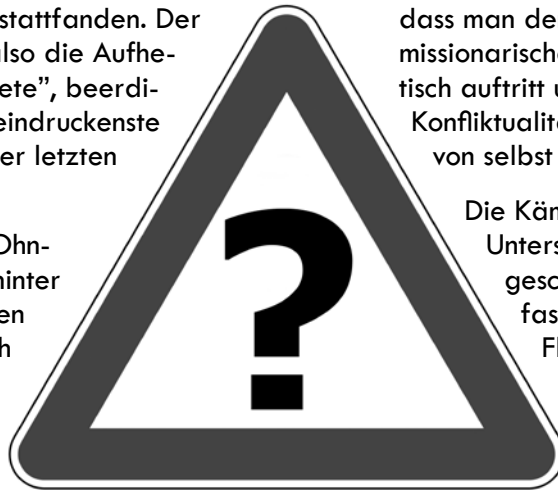 stattfanden. Der
also die Aufhe-
ete”, beerdi-
eindruckenste
er letzten
Ohn-
hinter
en
h
?
dass man de
missionarische
tisch auftritt u
Konfliktualit
von selbst
Die Käm
Unters
gesc
fas
Fl